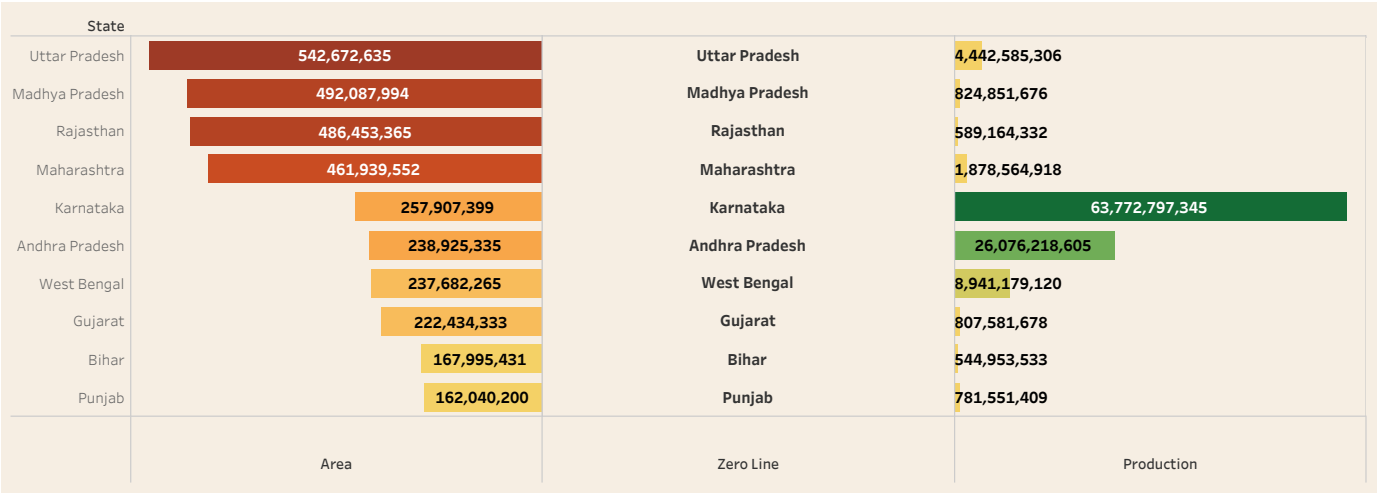 State
Uttar Pradesh 542,672,635 Uttar Pradesh 4,442,585,306
Madhya Pradesh 492,087,994 Madhya Pradesh 824,851,676
Rajasthan 486,453,365 Rajasthan 589,164,332
Maharashtra 461,939,552 Maharashtra 1,878,564,918
Karnataka 257,907,399 Karnataka 63,772,797,345
Andhra Pradesh 238,925,335 Andhra Pradesh 26,076,218,605
West Bengal 237,682,265 West Bengal 8,941,179,120
Gujarat 222,434,333 Gujarat 807,581,678
Bihar 167,995,431 Bihar 544,953,533
Punjab 162,040,200 Punjab 781,551,409
Area Zero Line Production